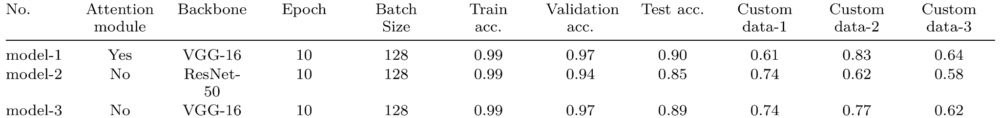 No. Attention Backbone Epoch Batch Train Validation Test acc. Custom Custom Custom
module Size acc. acc. data-1 data-2 data-3
model-1 Yes VGG-16 10 128 0.99 0.97 0.90 0.61 0.83 0.64
model-2 No ResNet- 10 128 0.99 0.94 0.85 0.74 0.62 0.58
50
model-3 No VGG-16 10 128 0.99 0.97 0.89 0.74 0.77 0.62